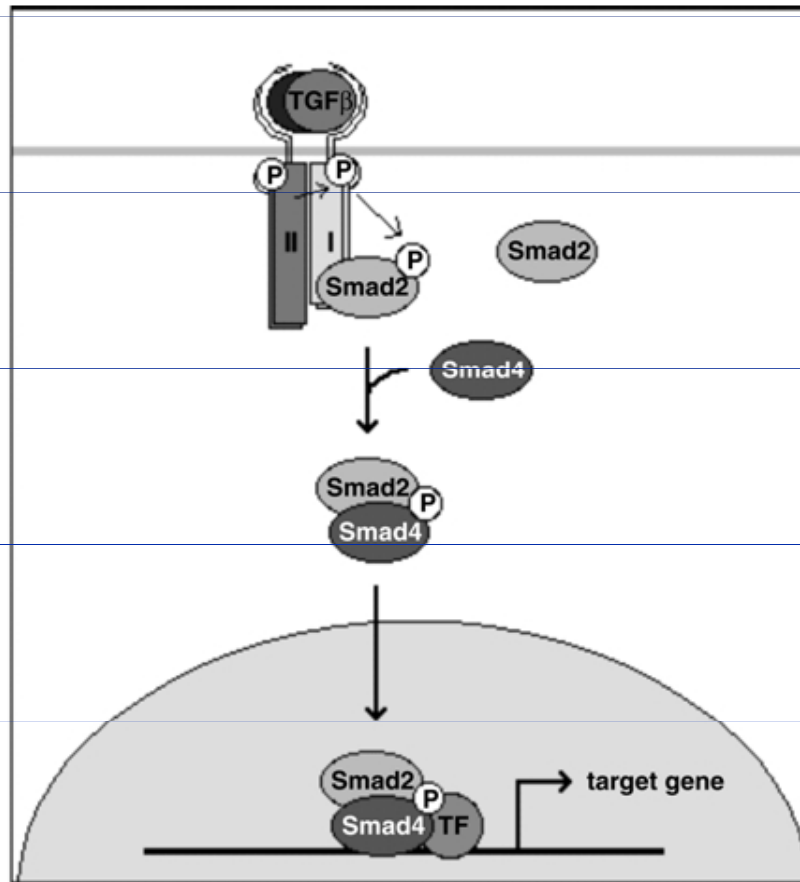 TGFβ
P
P
II
I
P
Smad2
Smad2
Smad4
Smad2
P
Smad4
Smad2
P
Smad4
TF
target gene